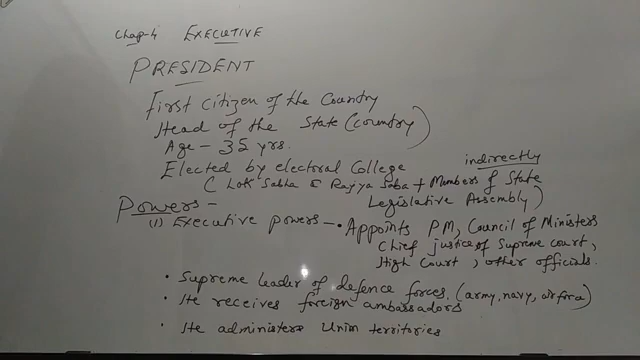 Chap-4 EXECUTIVE
PRESIDENT
First Citizen of the Country
Head of the State (country)
Age - 35 yrs.
Elected by electoral College indirectly
( Lok Sabha & Rajya Saba + Members of State
Legislative Assembly )
Powers -
(1) Executive powers - • Appoints PM, Council of Ministers
Chief justice of Supreme court,
High Court, other officials.
• Supreme leader of defence forces. (army, navy, airforce)
• He receives foreign ambassadors
• He administers Union territories